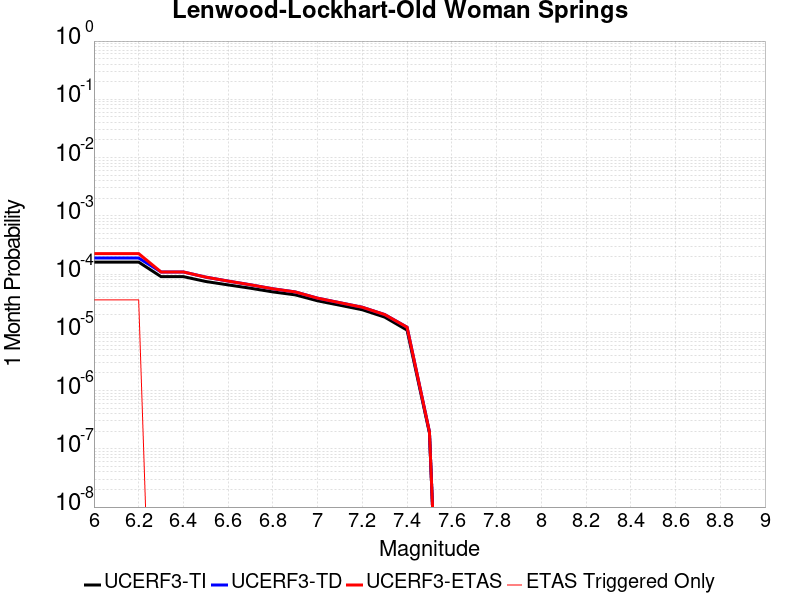 Lenwood-Lockhart-Old Woman Springs
10^0
10^-1
10^-2
10^-3
10^-4
10^-5
10^-6
10^-7
10^-8
1 Month Probability
6 6.2 6.4 6.6 6.8 7 7.2 7.4 7.6 7.8 8 8.2 8.4 8.6 8.8 9
Magnitude
UCERF3-TI UCERF3-TD UCERF3-ETAS ETAS Triggered Only